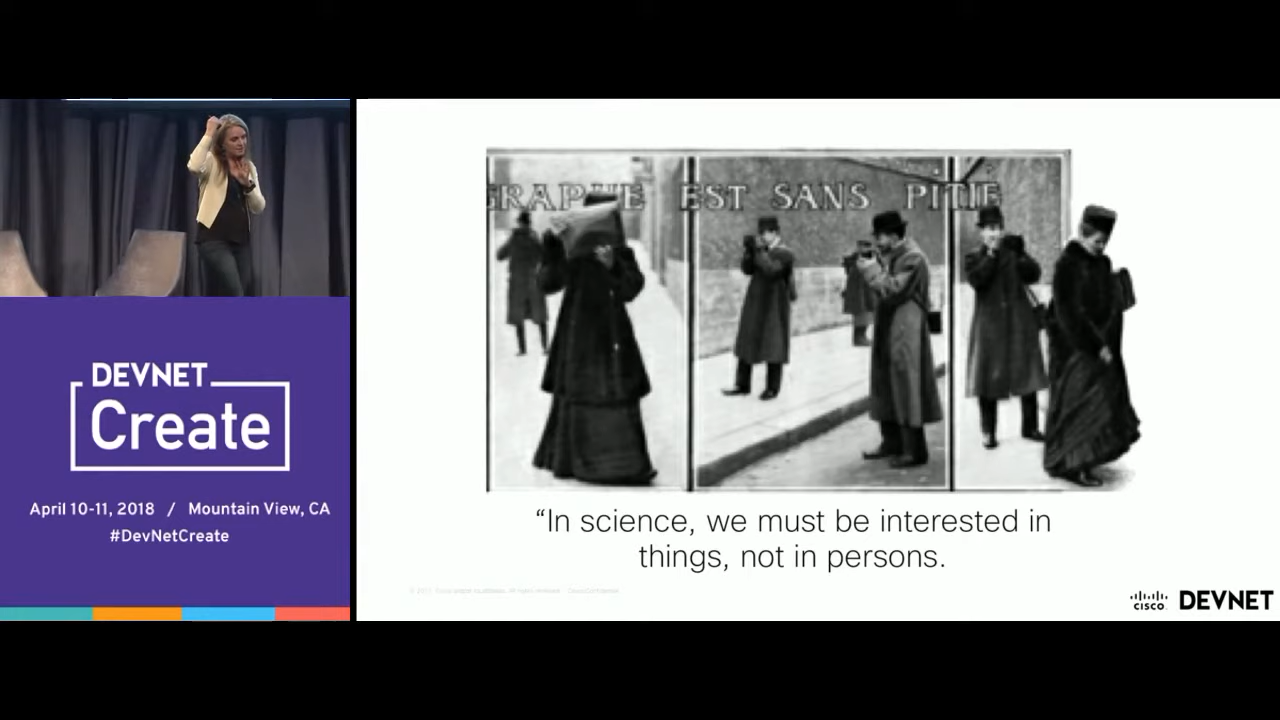 GRAPHE EST SANS PITIE
“In science, we must be interested in
things, not in persons.
DEVNET
Create
April 10-11, 2018 / Mountain View, CA
#DevNetCreate
CISCO DEVNET